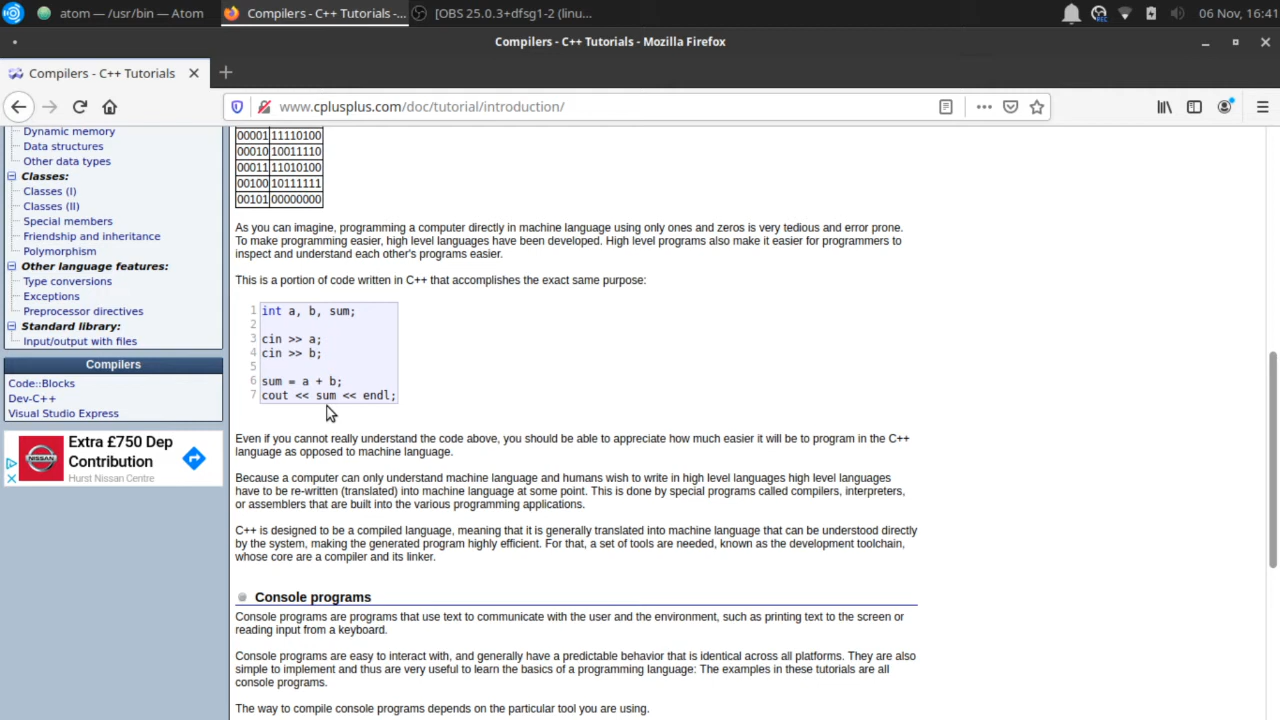 atom — /usr/bin — Atom
Compilers - C++ Tutorials -...
[OBS 25.0.3+dfsg1-2 (linu...
REC
06 Nov, 16:41
Compilers - C++ Tutorials - Mozilla Firefox
Compilers - C++ Tutorials
www.cplusplus.com/doc/tutorial/introduction/
Dynamic memory
Data structures
Other data types
Classes:
Classes (I)
Classes (II)
Special members
Friendship and inheritance
Polymorphism
Other language features:
Type conversions
Exceptions
Preprocessor directives
Standard library:
Input/output with files
Compilers
Code::Blocks
Dev-C++
Visual Studio Express
NISSAN
Extra £750 Dep
Contribution
Hurst Nissan Centre
00001 11110100
00010 10011110
00011 11010100
00100 10111111
00101 00000000
As you can imagine, programming a computer directly in machine language using only ones and zeros is very tedious and error prone.
To make programming easier, high level languages have been developed. High level programs also make it easier for programmers to
inspect and understand each other's programs easier.
This is a portion of code written in C++ that accomplishes the exact same purpose:
1 int a, b, sum;
2
3 cin >> a;
4 cin >> b;
5
6 sum = a + b;
7 cout << sum << endl;
Even if you cannot really understand the code above, you should be able to appreciate how much easier it will be to program in the C++
language as opposed to machine language.
Because a computer can only understand machine language and humans wish to write in high level languages high level languages
have to be re-written (translated) into machine language at some point. This is done by special programs called compilers, interpreters,
or assemblers that are built into the various programming applications.
C++ is designed to be a compiled language, meaning that it is generally translated into machine language that can be understood directly
by the system, making the generated program highly efficient. For that, a set of tools are needed, known as the development toolchain,
whose core are a compiler and its linker.
Console programs
Console programs are programs that use text to communicate with the user and the environment, such as printing text to the screen or
reading input from a keyboard.
Console programs are easy to interact with, and generally have a predictable behavior that is identical across all platforms. They are also
simple to implement and thus are very useful to learn the basics of a programming language: The examples in these tutorials are all
console programs.
The way to compile console programs depends on the particular tool you are using.